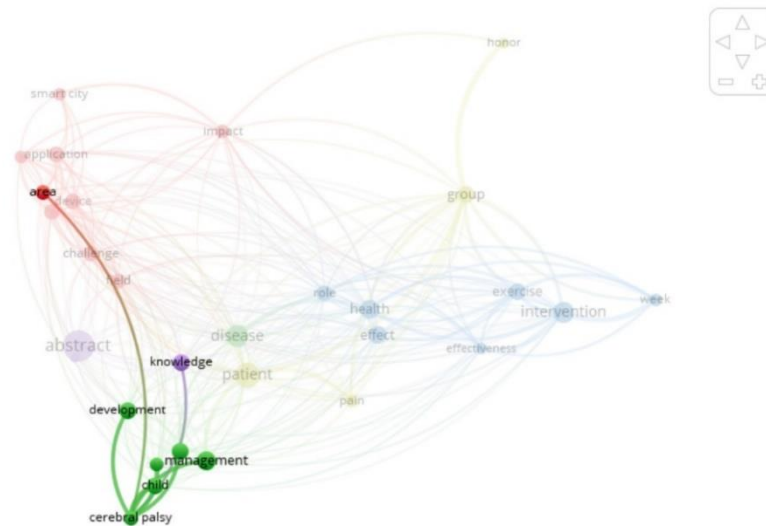 honor
smart city
impact
application
area
device
group
challenge
field
role
exercise
week
health
intervention
disease
effect
abstract
effectiveness
knowledge
patient
pain
development
management
child
cerebral palsy